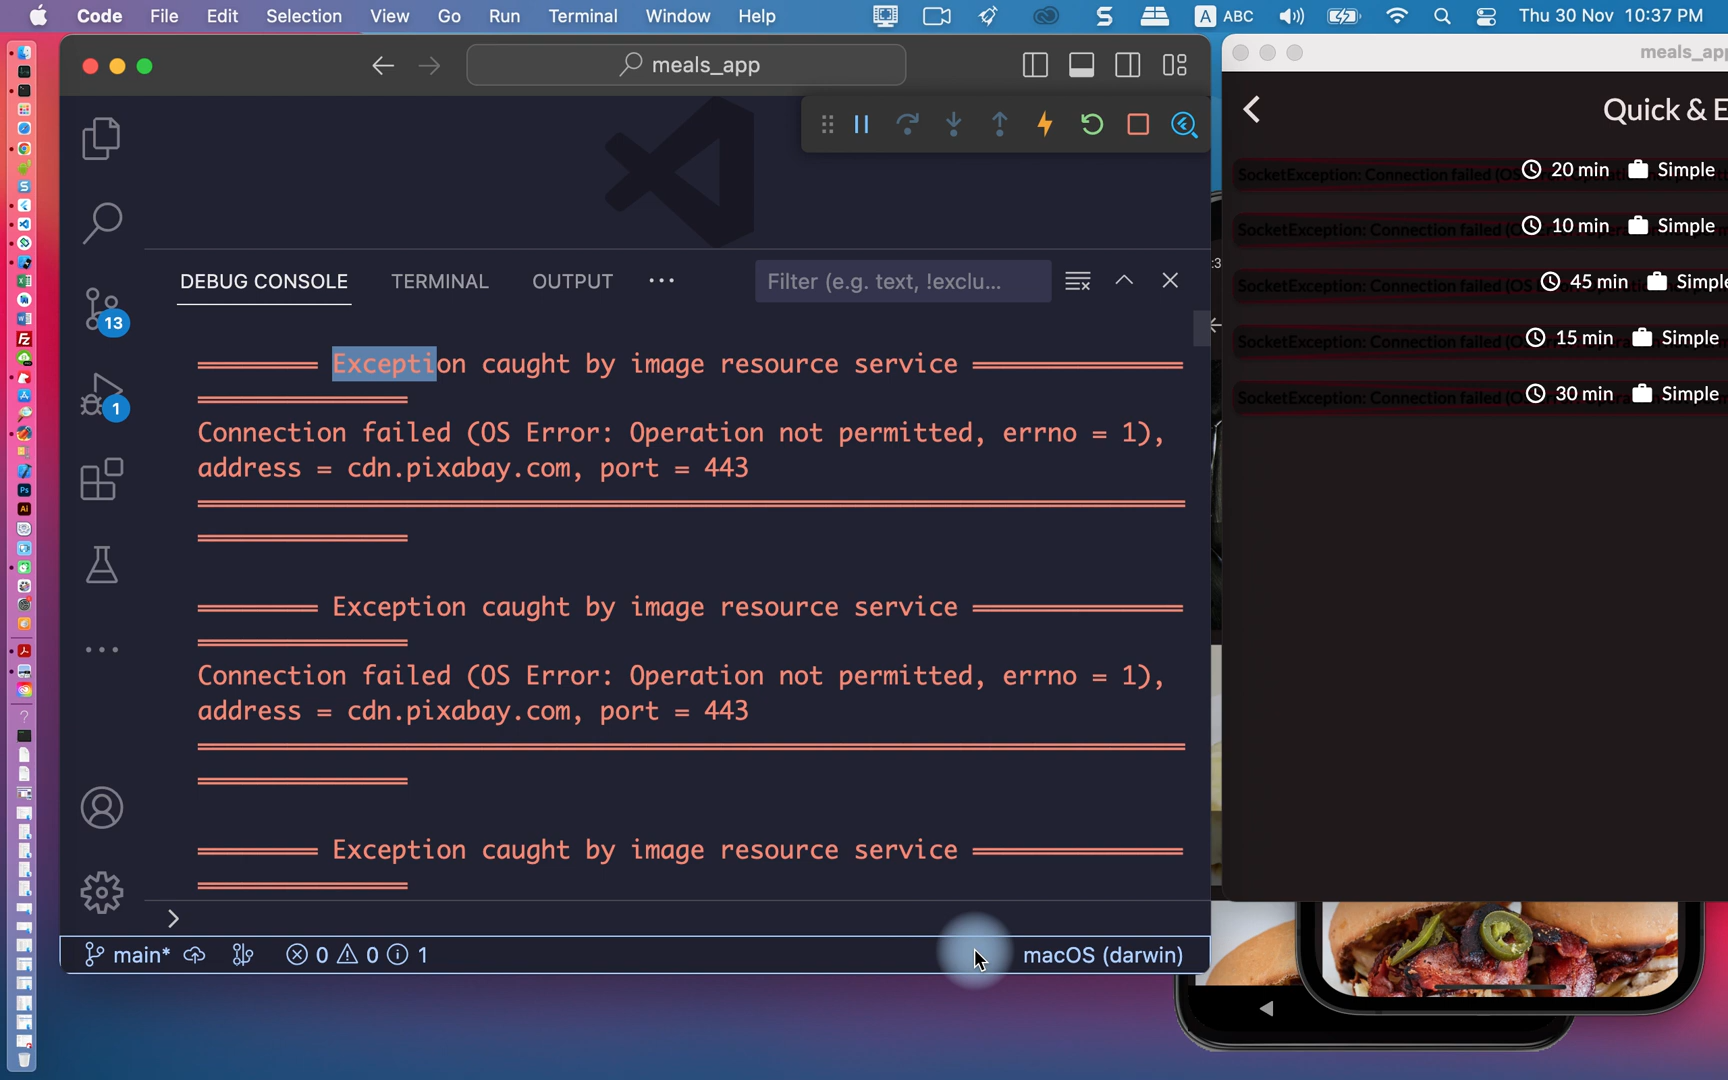 Code File Edit Selection View Go Run Terminal Window Help A ABC Thu 30 Nov 10:37 PM
meals_app
meals_app
Quick & E
DEBUG CONSOLE TERMINAL OUTPUT ... Filter (e.g. text, !exclu...
Exception caught by image resource service
Connection failed (OS Error: Operation not permitted, errno = 1),
address = cdn.pixabay.com, port = 443
Exception caught by image resource service
Connection failed (OS Error: Operation not permitted, errno = 1),
address = cdn.pixabay.com, port = 443
Exception caught by image resource service
13
1
main* 0 0 1 macOS (darwin)
SocketException: Connection failed (OS 20 min Simple
SocketException: Connection failed 10 min Simple
SocketException: Connection failed (OS 45 min Simple
SocketException: Connection failed 15 min Simple
SocketException: Connection failed 30 min Simple